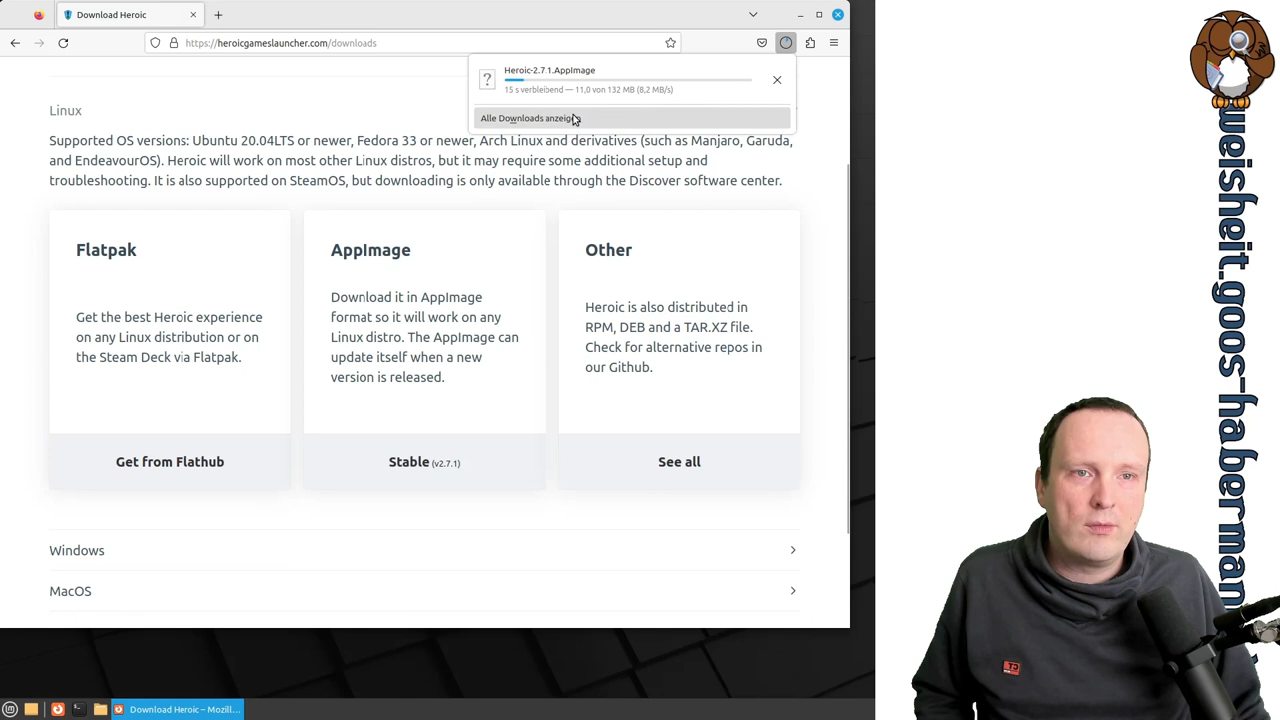 Download Heroic
https://heroicgameslauncher.com/downloads
Heroic-2.7.1.AppImage
15 s verbleibend — 11,0 von 132 MB (8,2 MB/s)
Alle Downloads anzeigen
Linux
Supported OS versions: Ubuntu 20.04LTS or newer, Fedora 33 or newer, Arch Linux and derivatives (such as Manjaro, Garuda,
and EndeavourOS). Heroic will work on most other Linux distros, but it may require some additional setup and
troubleshooting. It is also supported on SteamOS, but downloading is only available through the Discover software center.
Flatpak
Get the best Heroic experience
on any Linux distribution or on
the Steam Deck via Flatpak.
Get from Flathub
AppImage
Download it in AppImage
format so it will work on any
Linux distro. The AppImage can
update itself when a new
version is released.
Stable (v2.7.1)
Other
Heroic is also distributed in
RPM, DEB and a TAR.XZ file.
Check for alternative repos in
our Github.
See all
Windows
MacOS
Download Heroic – Mozil...
weisheit.goos-haberman